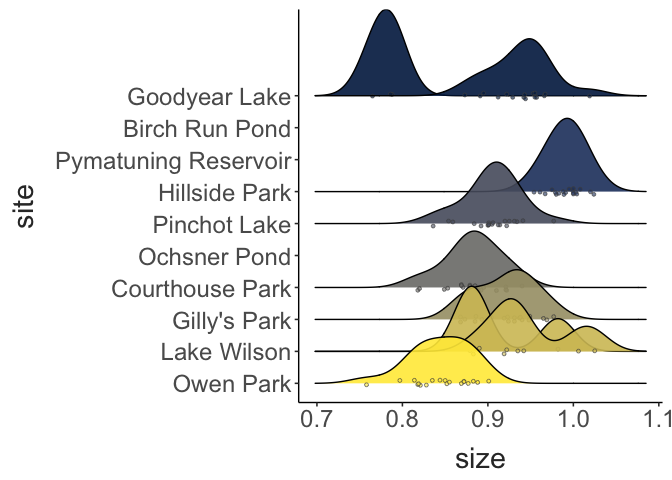 Goodyear Lake
Birch Run Pond
Pymatuning Reservoir
Hillside Park
Pinchot Lake
Ochsner Pond
Courthouse Park
Gilly's Park
Lake Wilson
Owen Park
site
0.7 0.8 0.9 1.0 1.1
size